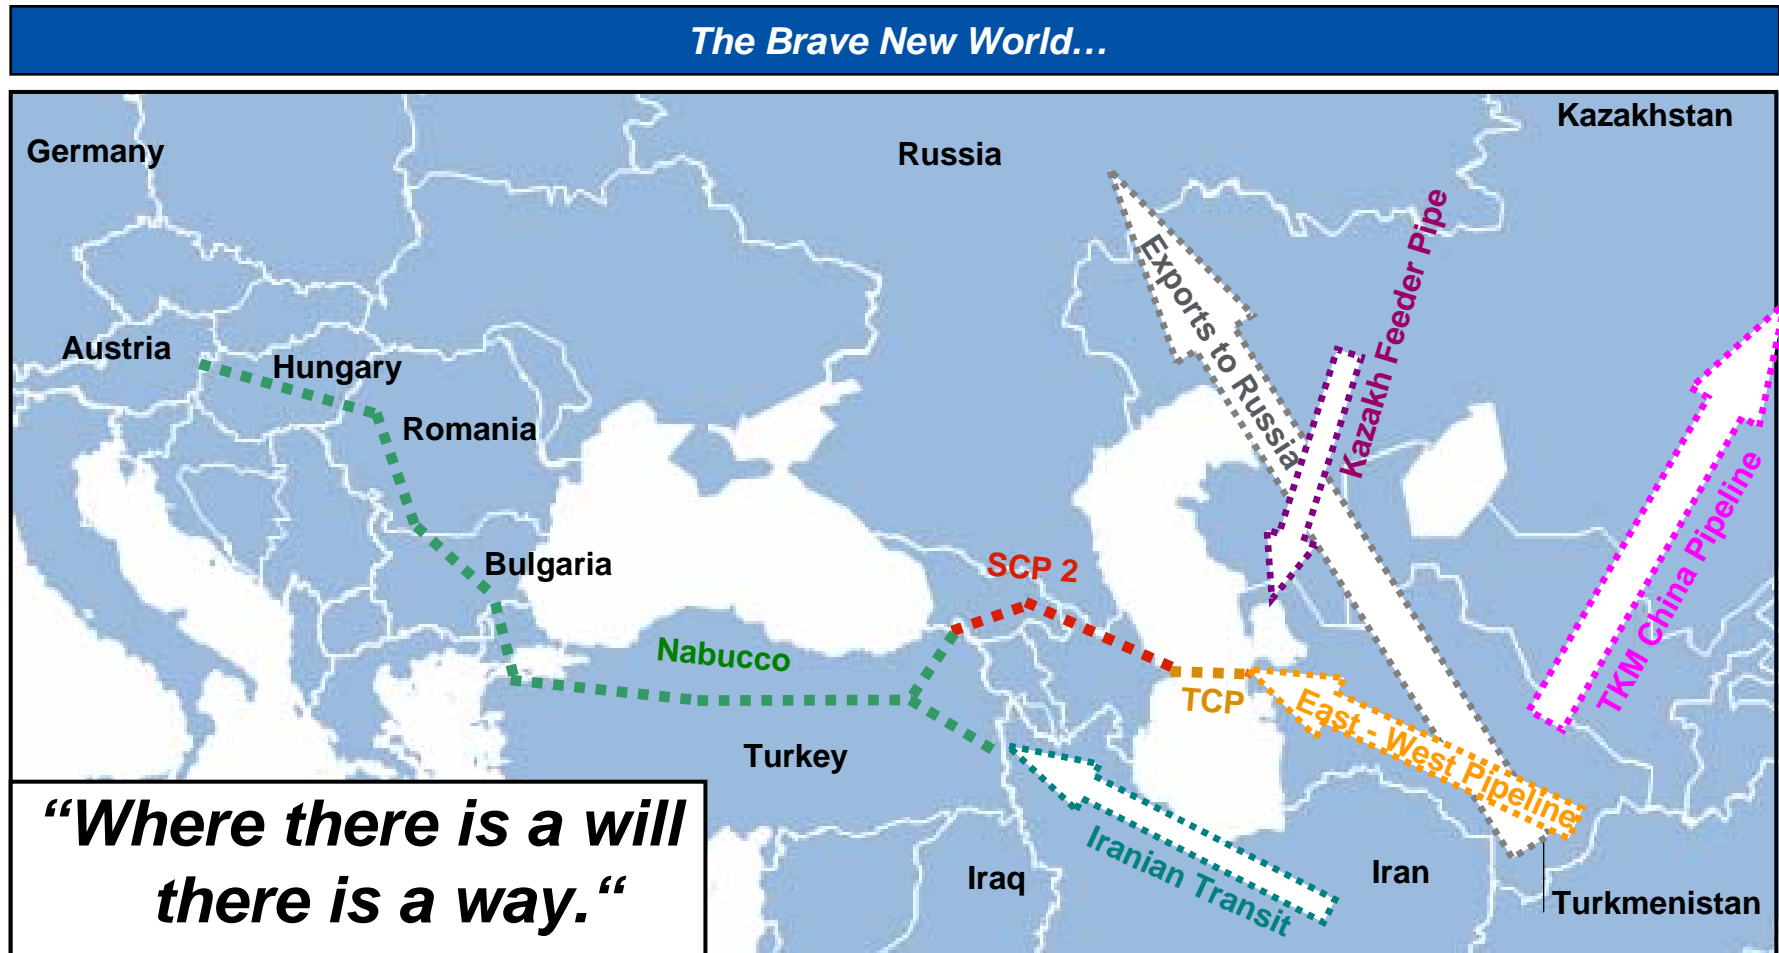 The Brave New World…
Kazakhstan
Germany
Russia
Kazakh Feeder Pipe
Exports to Russia
Austria
Hungary
Romania
TKM China Pipeline
Bulgaria
SCP 2
Nabucco
TCP
East - West Pipeline
Turkey
Iranian Transit
Iraq
Iran
Turkmenistan
“Where there is a will
there is a way.“